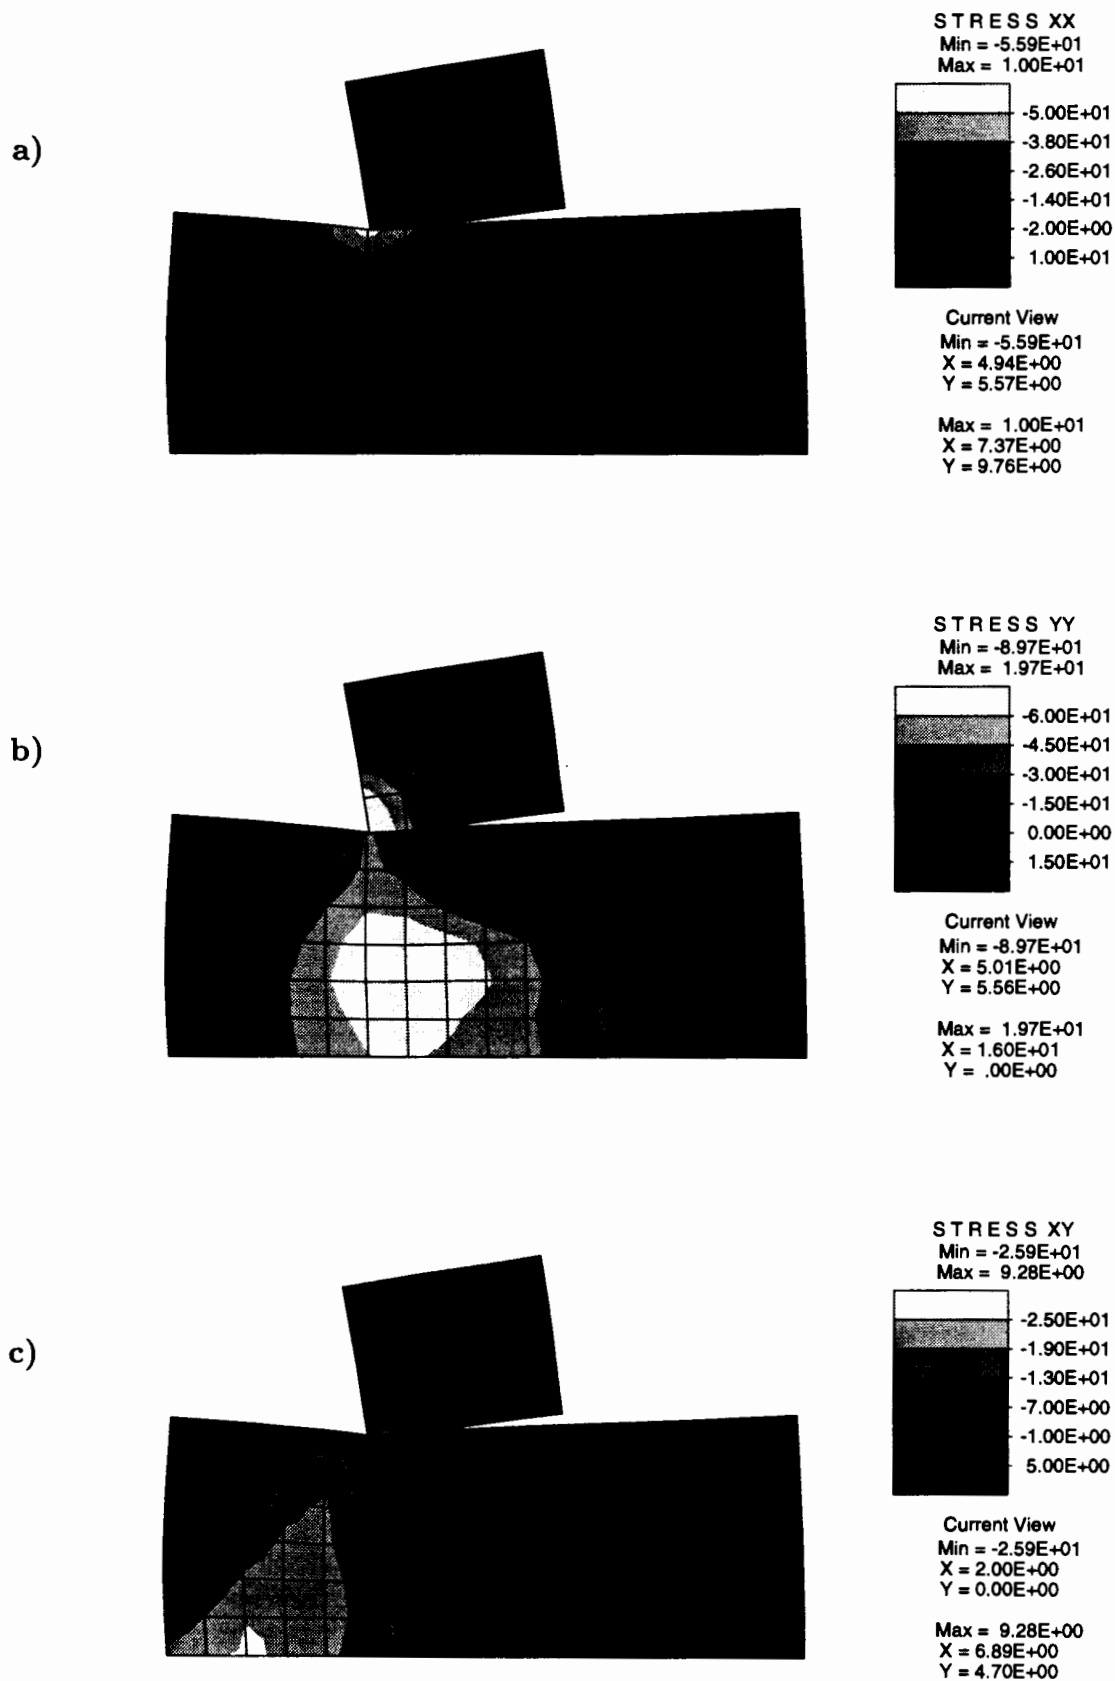 a)
S T R E S S  XX
Min = -5.59E+01
Max =  1.00E+01
-5.00E+01
-3.80E+01
-2.60E+01
-1.40E+01
-2.00E+00
1.00E+01
Current View
Min = -5.59E+01
X = 4.94E+00
Y = 5.57E+00
Max =  1.00E+01
X = 7.37E+00
Y = 9.76E+00
b)
S T R E S S  YY
Min = -8.97E+01
Max =  1.97E+01
-6.00E+01
-4.50E+01
-3.00E+01
-1.50E+01
0.00E+00
1.50E+01
Current View
Min = -8.97E+01
X = 5.01E+00
Y = 5.56E+00
Max =  1.97E+01
X = 1.60E+01
Y =  .00E+00
c)
S T R E S S  XY
Min = -2.59E+01
Max =  9.28E+00
-2.50E+01
-1.90E+01
-1.30E+01
-7.00E+00
-1.00E+00
5.00E+00
Current View
Min = -2.59E+01
X = 2.00E+00
Y = 0.00E+00
Max =  9.28E+00
X = 6.89E+00
Y = 4.70E+00